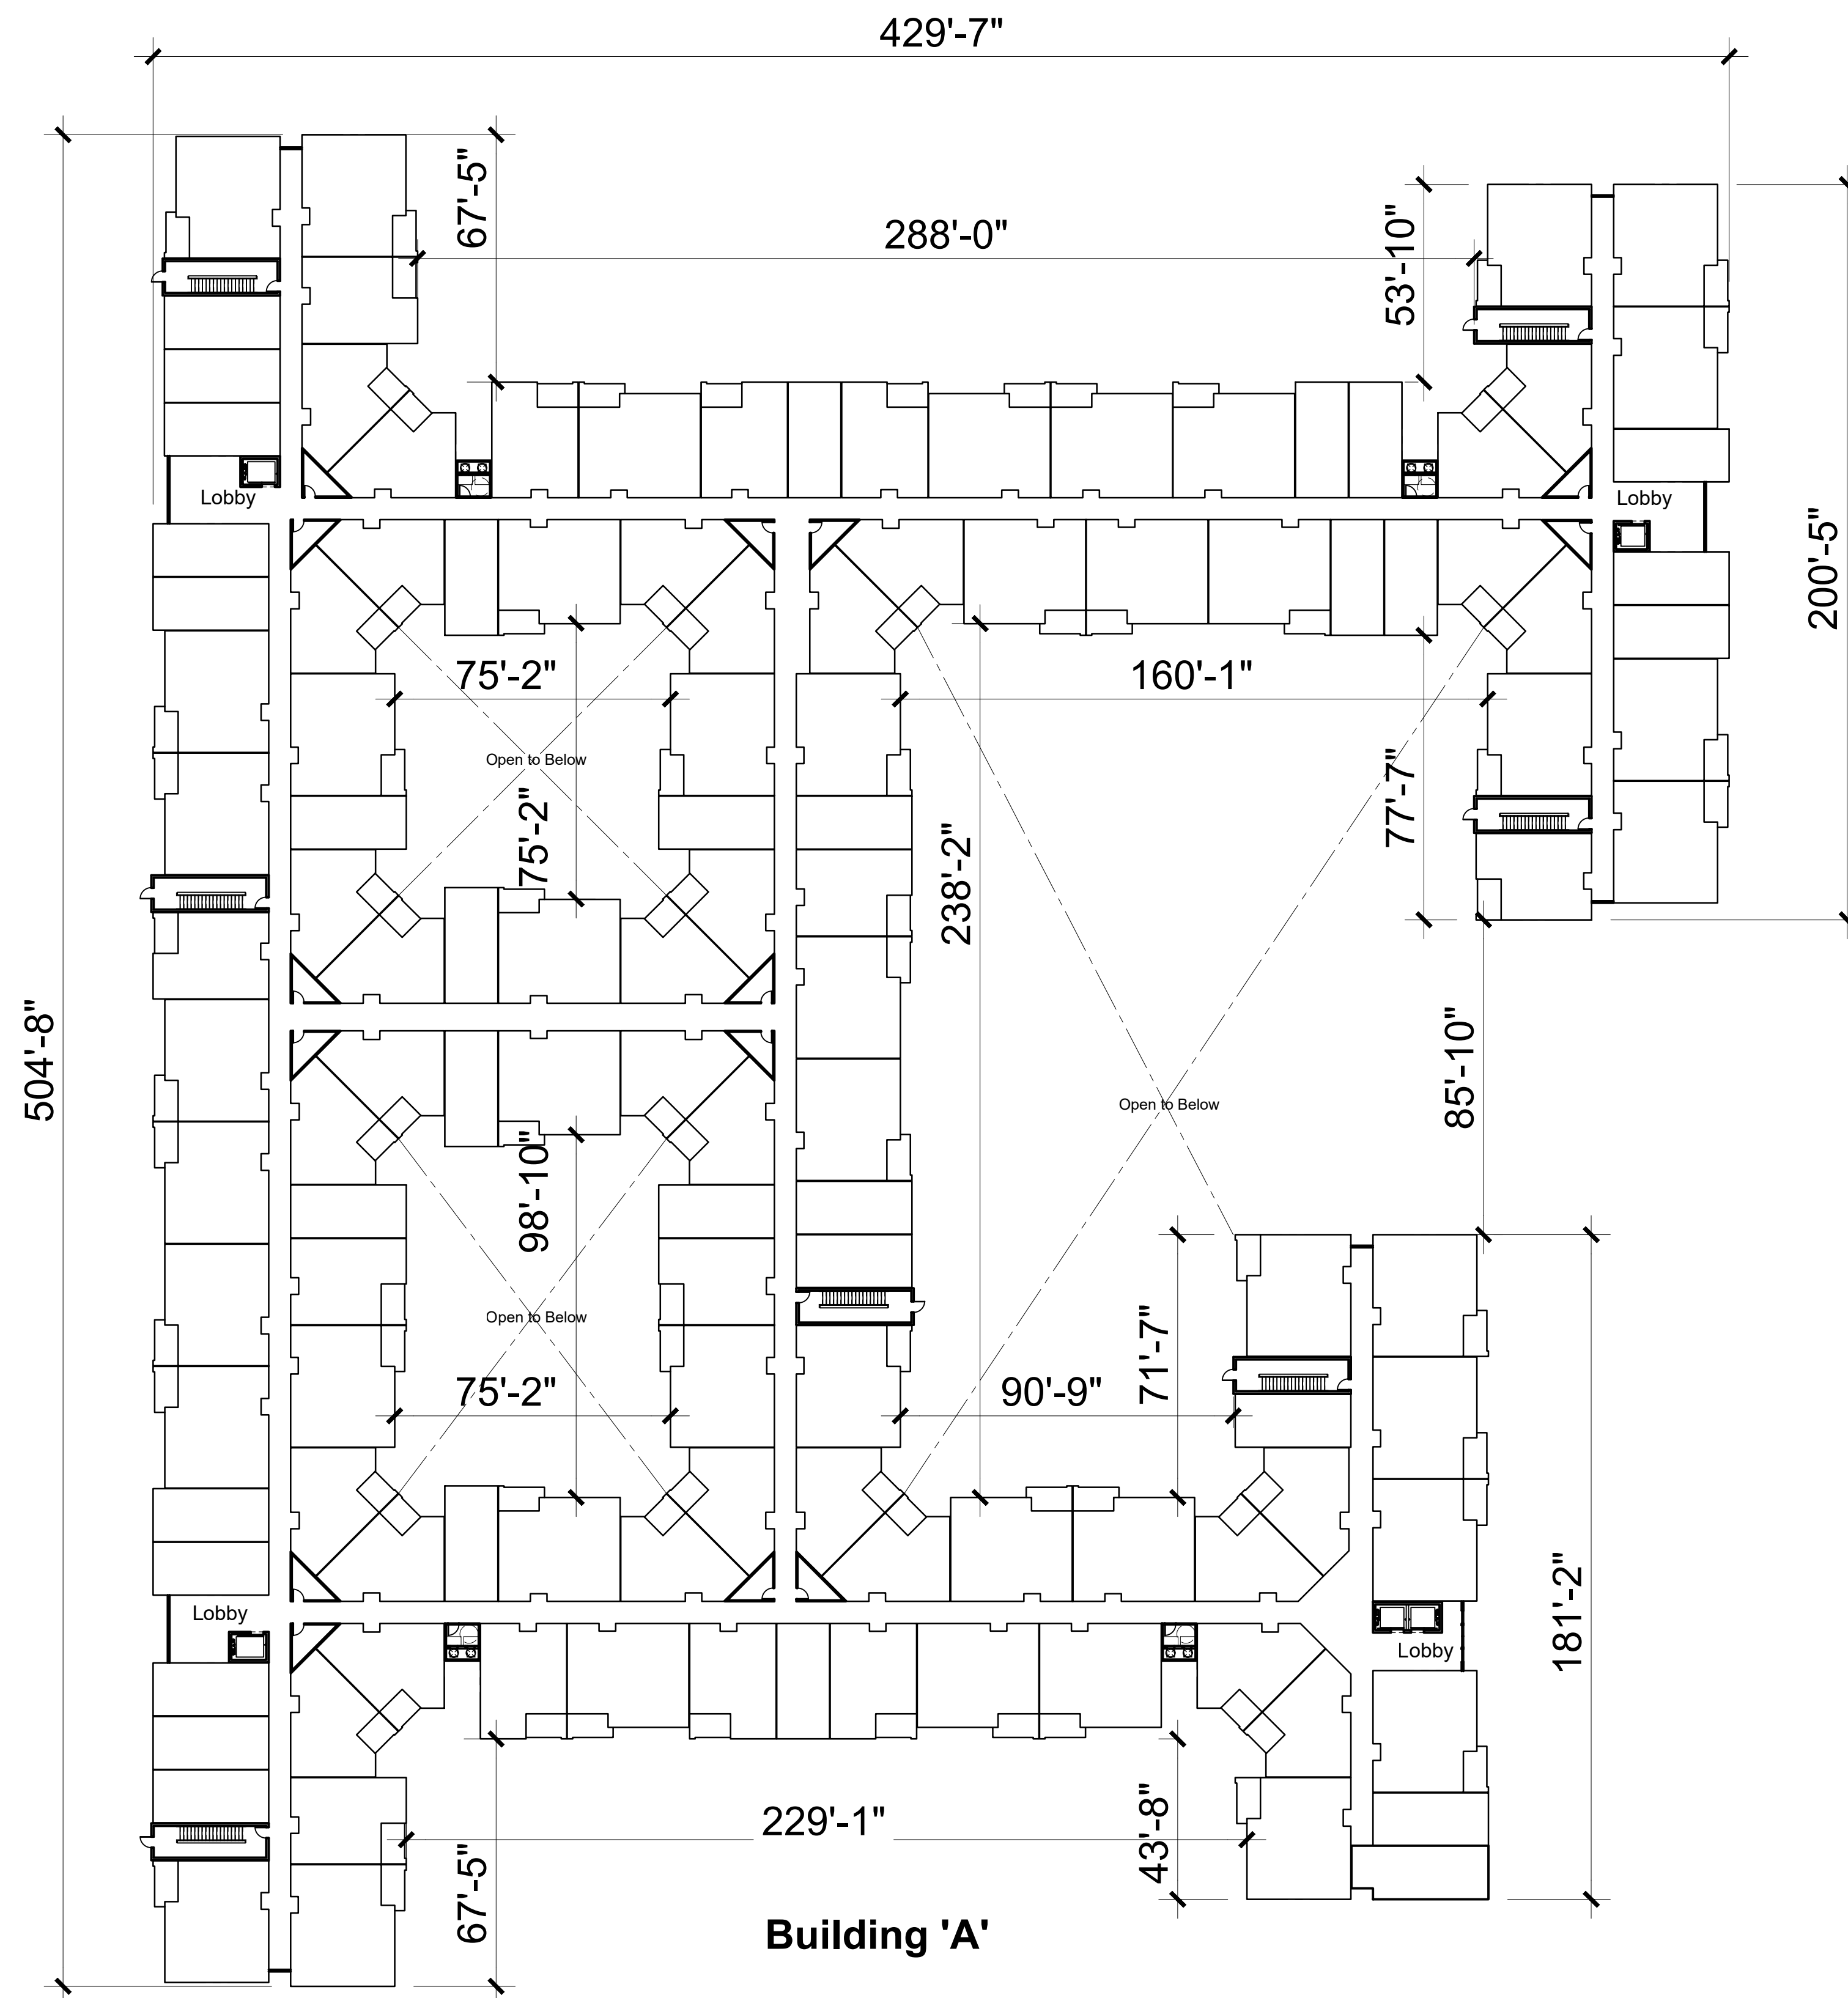 429'-7"
67'-5"
288'-0"
53'-10"
Lobby
Lobby
200'-5"
75'-2"
160'-1"
Open to Below
75'-2"
77'-7"
238'-2"
504'-8"
85'-10"
Open to Below
98'-10"
Open to Below
71'-7"
75'-2"
90'-9"
Lobby
Lobby
181'-2"
229'-1"
43'-8"
67'-5"
Building 'A'